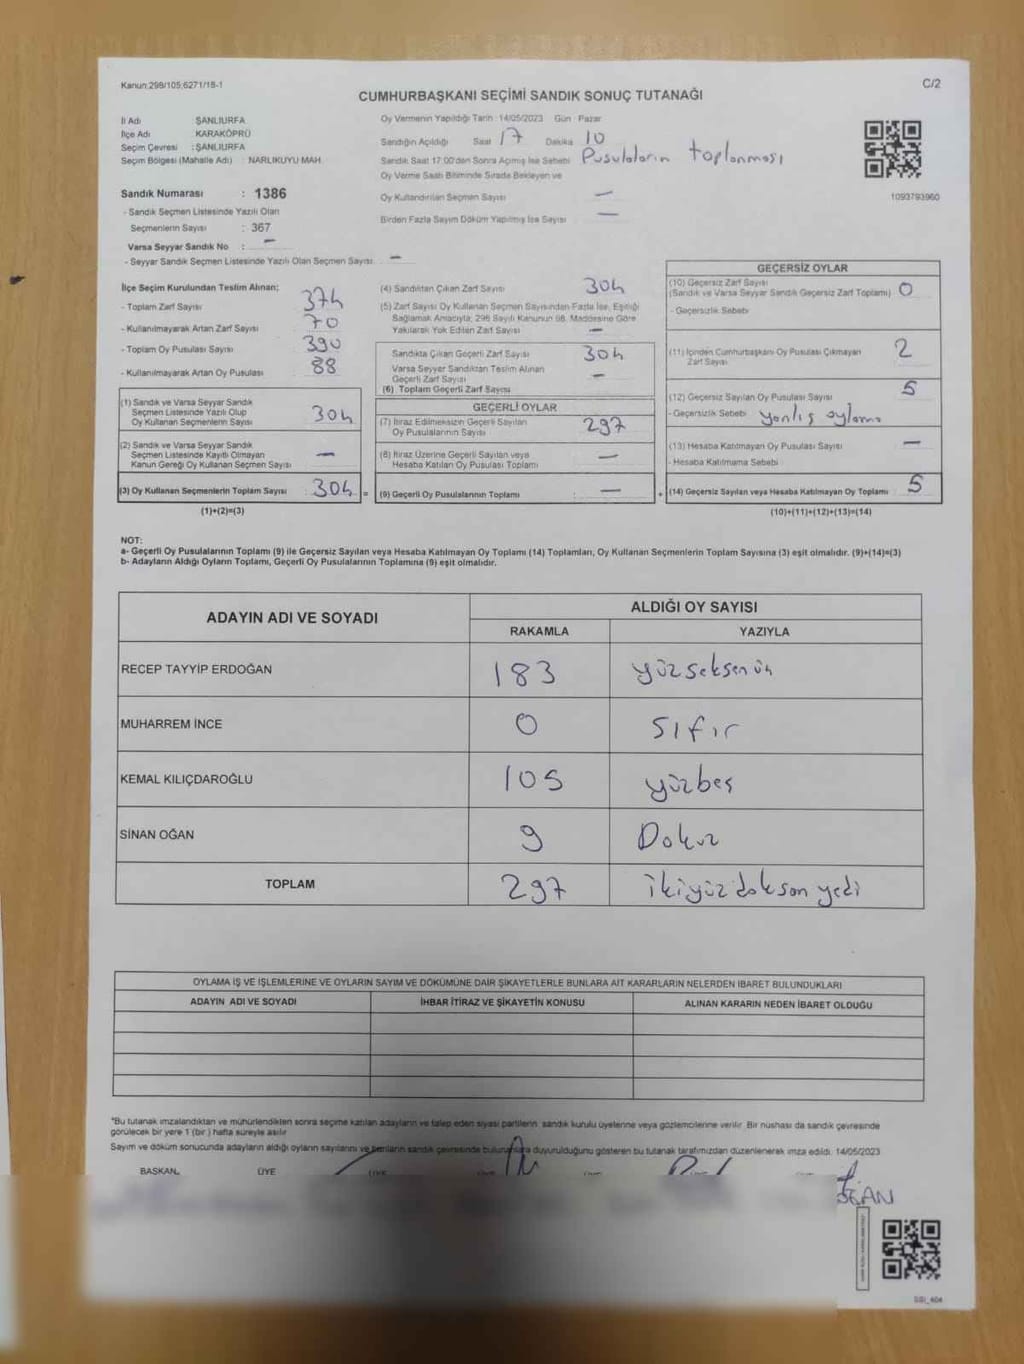 Kanun:298/105;6271/18-1
C/2
CUMHURBAŞKANI SEÇİMİ SANDIK SONUÇ TUTANAĞI
İl Adı ŞANLIURFA
İlçe Adı KARAKÖPRÜ
Seçim Çevresi : ŞANLIURFA
Seçim Bölgesi (Mahalle Adı) : NARLIKUYU MAH.
Oy Vermenin Yapıldığı Tarih : 14/05/2023 Gün : Pazar
Sandığın Açıldığı Saat 17 Dakika 10
Sandık Saat 17:00'den Sonra Açılmış İse Sebebi Pusulaların toplanması
Oy Verme Saati Bitiminde Sırada Bekleyen ve
Oy Kullandırılan Seçmen Sayısı —
Birden Fazla Sayım Döküm Yapılmış İse Sayısı —
1093793960
Sandık Numarası : 1386
- Sandık Seçmen Listesinde Yazılı Olan
Seçmenlerin Sayısı : 367
Varsa Seyyar Sandık No : —
- Seyyar Sandık Seçmen Listesinde Yazılı Olan Seçmen Sayısı: —
İlçe Seçim Kurulundan Teslim Alınan;
- Toplam Zarf Sayısı 374
- Kullanılmayarak Artan Zarf Sayısı 70
- Toplam Oy Pusulası Sayısı 390
- Kullanılmayarak Artan Oy Pusulası 88
(1) Sandık ve Varsa Seyyar Sandık
Seçmen Listesinde Yazılı Olup
Oy Kullanan Seçmenlerin Sayısı 304
(2) Sandık ve Varsa Seyyar Sandık
Seçmen Listesinde Kayıtlı Olmayan
Kanun Gereği Oy Kullanan Seçmen Sayısı —
(3) Oy Kullanan Seçmenlerin Toplam Sayısı 304 =
(1)+(2)=(3)
(4) Sandıktan Çıkan Zarf Sayısı 304
(5) Zarf Sayısı Oy Kullanan Seçmen Sayısından Fazla İse, Eşitliği
Sağlamak Amacıyla; 298 Sayılı Kanunun 98. Maddesine Göre
Yakılarak Yok Edilen Zarf Sayısı —
Sandıkta Çıkan Geçerli Zarf Sayısı 304
Varsa Seyyar Sandıktan Teslim Alınan
Geçerli Zarf Sayısı —
(6) Toplam Geçerli Zarf Sayısı
GEÇERLİ OYLAR
(7) İtiraz Edilmeksizin Geçerli Sayılan
Oy Pusulalarının Sayısı 297
(8) İtiraz Üzerine Geçerli Sayılan veya
Hesaba Katılan Oy Pusulası Toplamı —
(9) Geçerli Oy Pusulalarının Toplamı : — +
GEÇERSİZ OYLAR
(10) Geçersiz Zarf Sayısı
(Sandık ve Varsa Seyyar Sandık Geçersiz Zarf Toplamı) 0
- Geçersizlik Sebebi
(11) İçinden Cumhurbaşkanı Oy Pusulası Çıkmayan
Zarf Sayısı 2
(12) Geçersiz Sayılan Oy Pusulası Sayısı 5
- Geçersizlik Sebebi yanlış oylama
(13) Hesaba Katılmayan Oy Pusulası Sayısı —
- Hesaba Katılmama Sebebi
(14) Geçersiz Sayılan veya Hesaba Katılmayan Oy Toplamı 5
(10)+(11)+(12)+(13)=(14)
NOT:
a- Geçerli Oy Pusulalarının Toplamı (9) ile Geçersiz Sayılan veya Hesaba Katılmayan Oy Toplamı (14) Toplamları, Oy Kullanan Seçmenlerin Toplam Sayısına (3) eşit olmalıdır. (9)+(14)=(3)
b- Adayların Aldığı Oyların Toplamı, Geçerli Oy Pusulalarının Toplamına (9) eşit olmalıdır.
ADAYIN ADI VE SOYADI
ALDIĞI OY SAYISI
RAKAMLA YAZIYLA
RECEP TAYYİP ERDOĞAN 183 yüzseksenüç
MUHARREM İNCE 0 Sıfır
KEMAL KILIÇDAROĞLU 105 yüzbeş
SİNAN OĞAN 9 Dokuz
TOPLAM 297 ikiyüzdoksan yedi
OYLAMA İŞ VE İŞLEMLERİNE VE OYLARIN SAYIM VE DÖKÜMÜNE DAİR ŞİKAYETLERLE BUNLARA AİT KARARLARIN NELERDEN İBARET BULUNDUKLARI
ADAYIN ADI VE SOYADI İHBAR İTİRAZ VE ŞİKAYETİN KONUSU ALINAN KARARIN NEDEN İBARET OLDUĞU
*Bu tutanak imzalandıktan ve mühürlendikten sonra seçime katılan adayların ve talep eden siyasi partilerin sandık kurulu üyelerine veya gözlemcilerine verilir. Bir nüshası da sandık çevresinde
görülecek bir yere 1 (bir) hafta süreyle asılır
Sayım ve döküm sonucunda adayların aldığı oyların sayılarını ve bunların sandık çevresinde bulunanlara duyurulduğunu gösteren bu tutanak tarafımızdan düzenlenerek imza edildi. 14/05/2023
BAŞKAN ÜYE